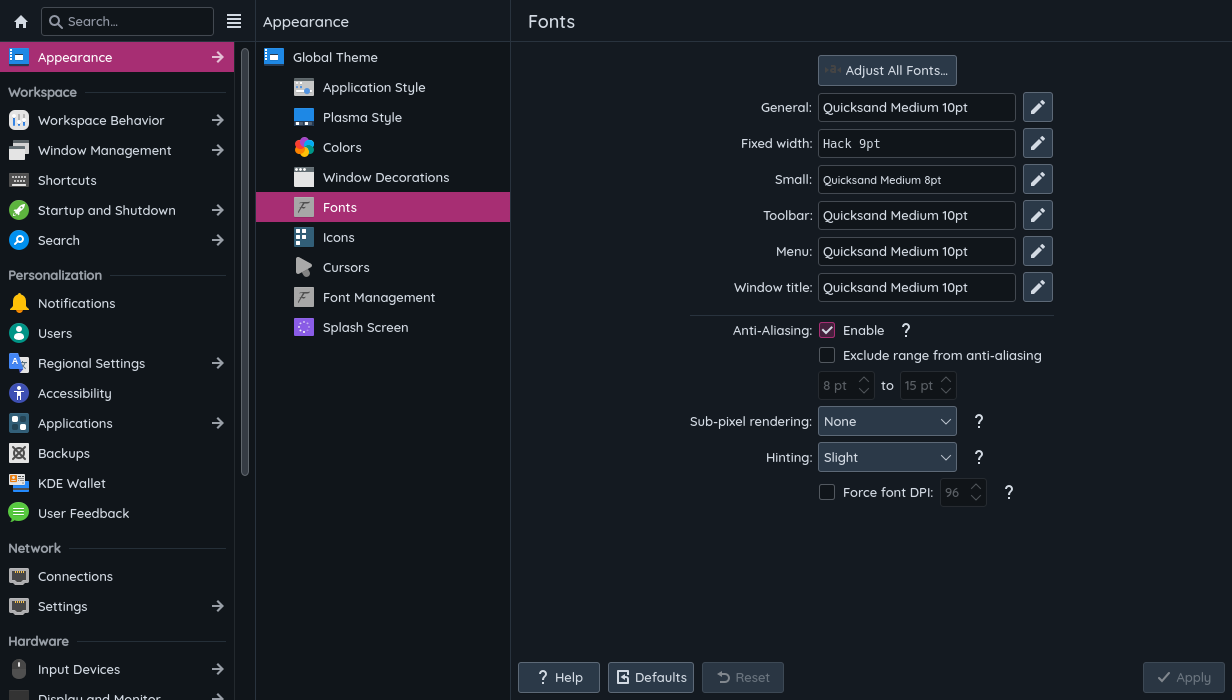 Search...
Appearance
Workspace
Workspace Behavior
Window Management
Shortcuts
Startup and Shutdown
Search
Personalization
Notifications
Users
Regional Settings
Accessibility
Applications
Backups
KDE Wallet
User Feedback
Network
Connections
Settings
Hardware
Input Devices
Display and Monitor
Appearance
Global Theme
Application Style
Plasma Style
Colors
Window Decorations
Fonts
Icons
Cursors
Font Management
Splash Screen
Fonts
Adjust All Fonts...
General: Quicksand Medium 10pt
Fixed width: Hack 9pt
Small: Quicksand Medium 8pt
Toolbar: Quicksand Medium 10pt
Menu: Quicksand Medium 10pt
Window title: Quicksand Medium 10pt
Anti-Aliasing: Enable ?
Exclude range from anti-aliasing
8 pt to 15 pt
Sub-pixel rendering: None ?
Hinting: Slight ?
Force font DPI: 96 ?
? Help Defaults Reset Apply